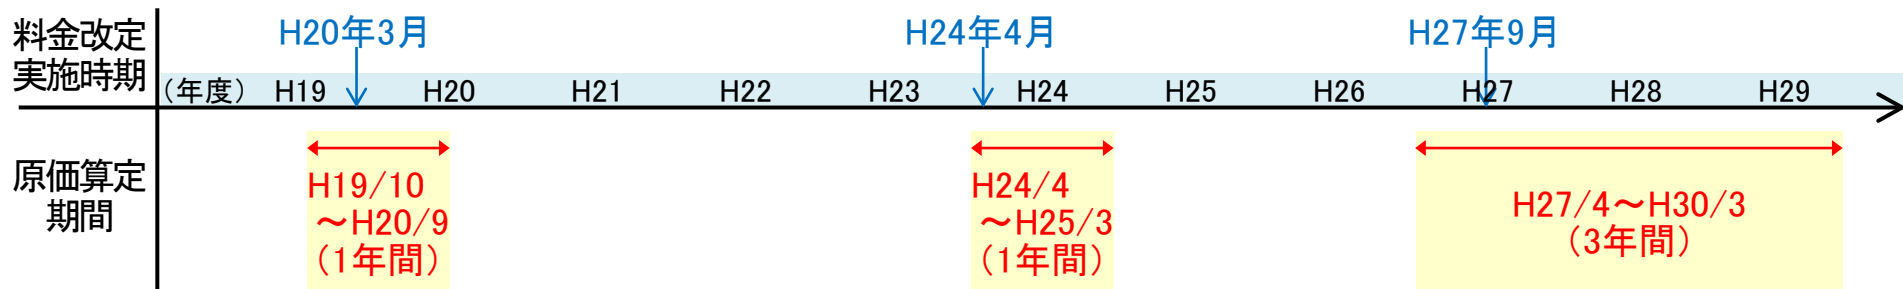 料金改定
実施時期
H20年3月
H24年4月
H27年9月
（年度） H19 H20 H21 H22 H23 H24 H25 H26 H27 H28 H29
原価算定
期間
H19/10
～H20/9
（1年間）
H24/4
～H25/3
（1年間）
H27/4～H30/3
（3年間）